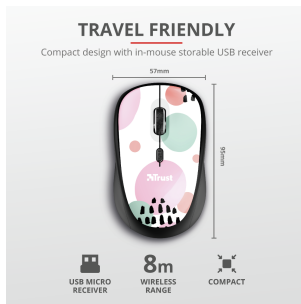 TRAVEL FRIENDLY
Compact design with in-mouse storable USB receiver
57mm
95mm
Trust
USB MICRO
RECEIVER
8m
WIRELESS
RANGE
COMPACT